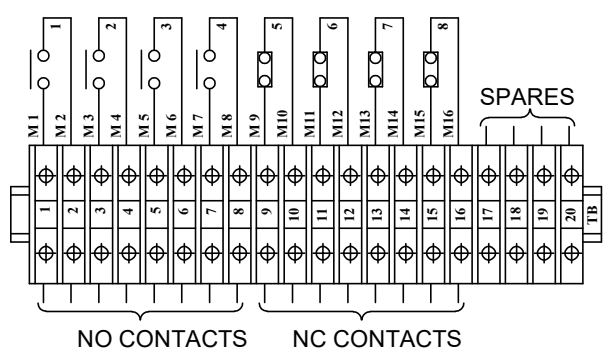 1 2 3 4 5 6 7 8
SPARES
M1 M2 M3 M4 M5 M6 M7 M8 M9 M10 M11 M12 M13 M14 M15 M16
1 2 3 4 5 6 7 8 9 10 11 12 13 14 15 16 17 18 19 20 TB
NO CONTACTS NC CONTACTS